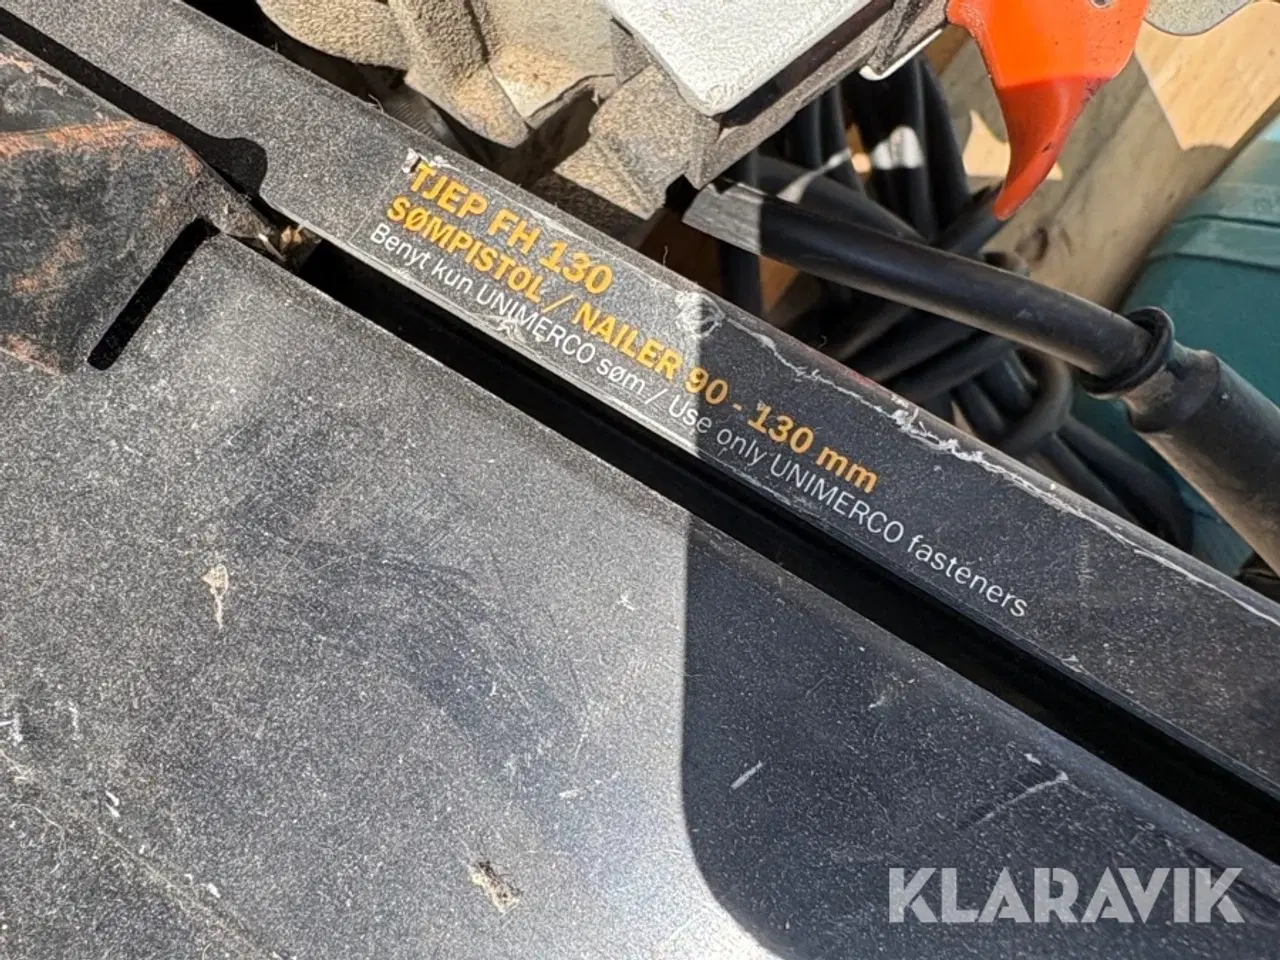 TJEP FH 130
SØMPISTOL / NAILER 90 - 130 mm
Benyt kun UNIMERCO søm / Use only UNIMERCO fasteners
KLARAVIK